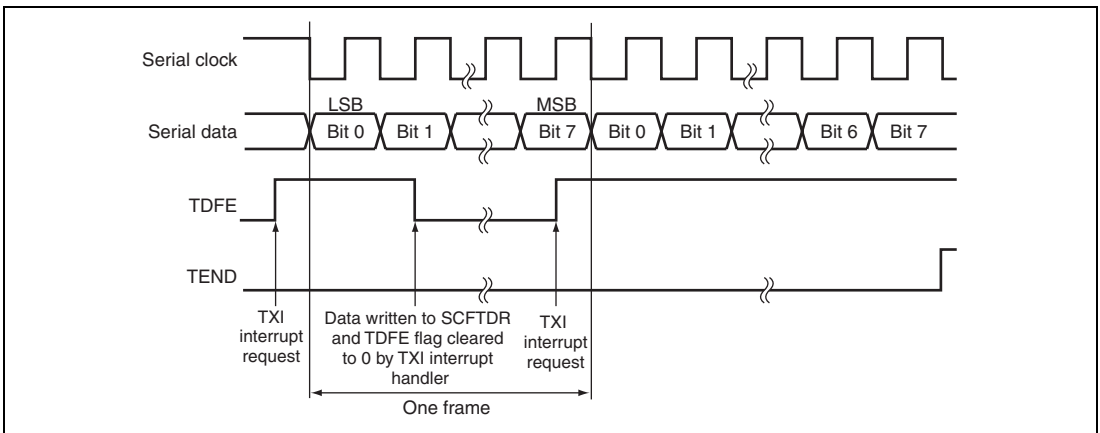 Serial clock
LSB
MSB
Serial data
Bit 0
Bit 1
Bit 7
Bit 0
Bit 1
Bit 6
Bit 7
TDFE
TEND
TXI
interrupt
request
Data written to SCFTDR
and TDFE flag cleared
to 0 by TXI interrupt
handler
TXI
interrupt
request
One frame